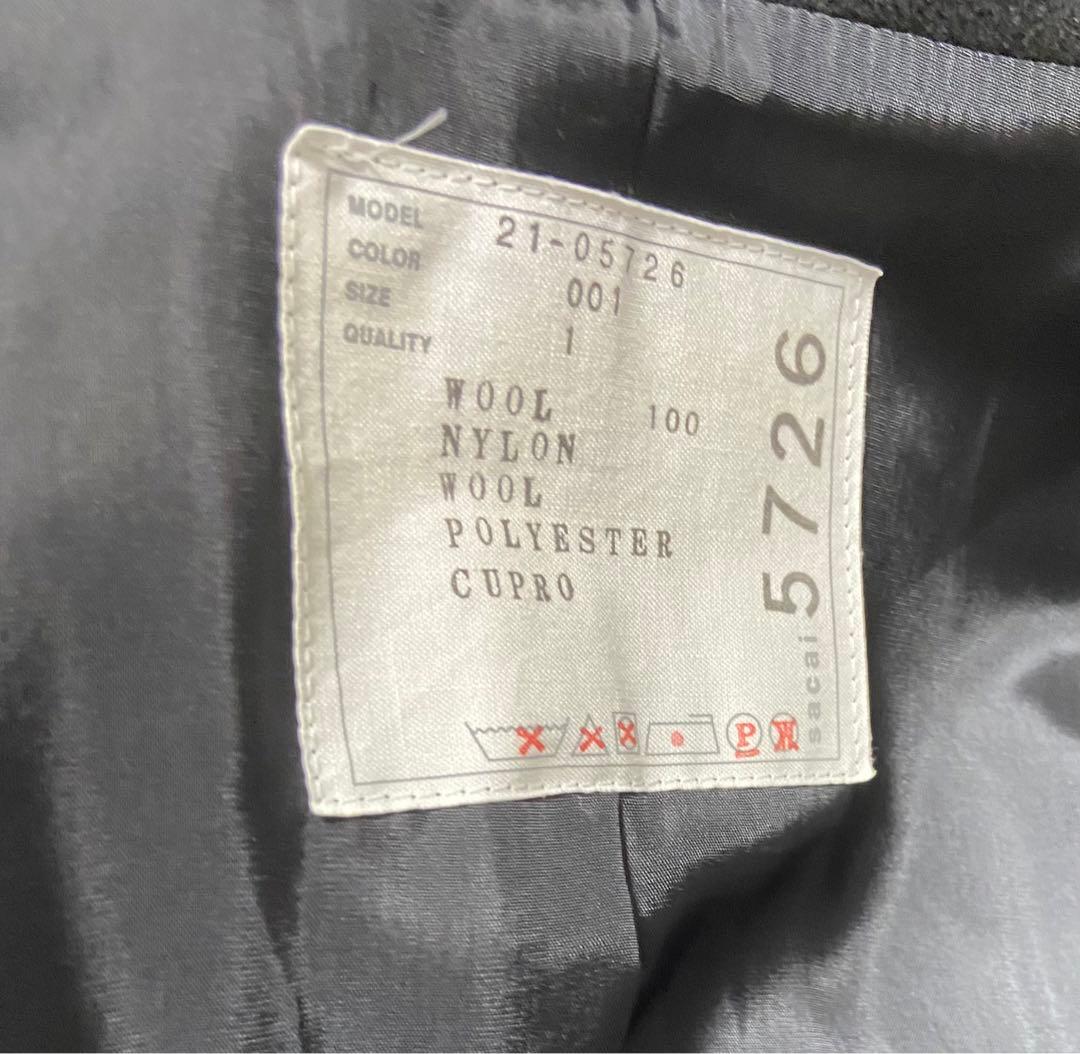 MODEL 21-05726
COLOR 001
SIZE 1
QUALITY
WOOL 100
NYLON
WOOL
POLYESTER
CUPRO
P W
sacai 5726